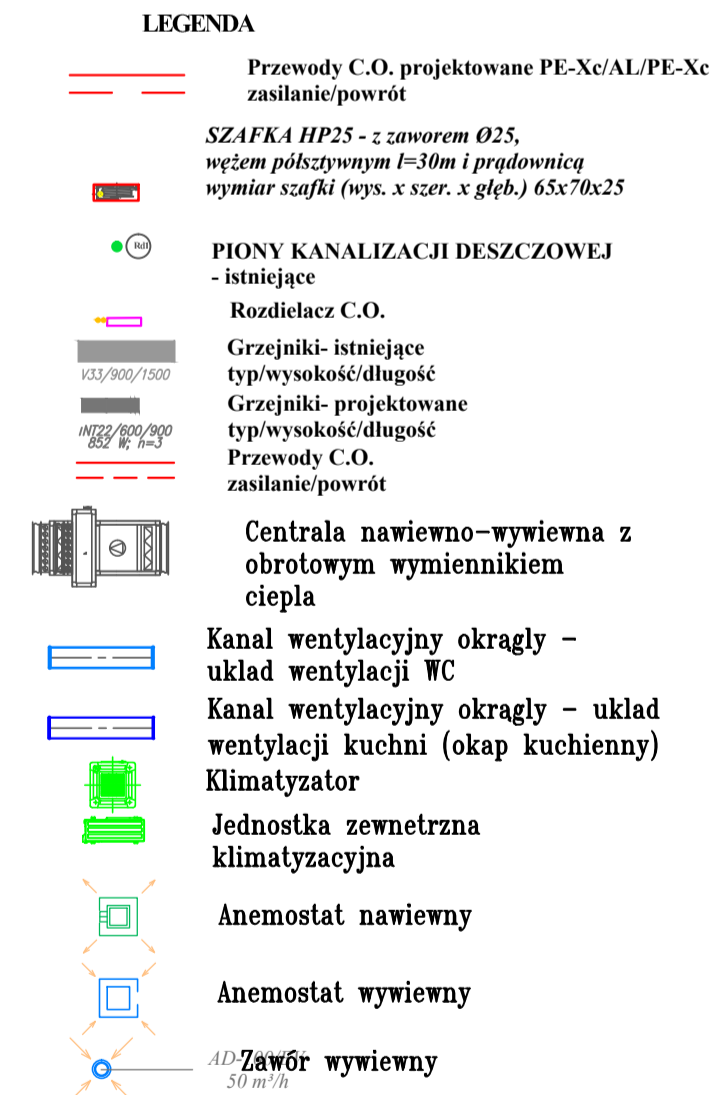 LEGENDA
Przewody C.O. projektowane PE-Xc/AL/PE-Xc
zasilanie/powrót
SZAFKA HP25 - z zaworem Ø25,
wężem półsztywnym l=30m i prądownicą
wymiar szafki (wys. x szer. x głęb.) 65x70x25
Rd1
PIONY KANALIZACJI DESZCZOWEJ
- istniejące
Rozdielacz C.O.
Grzejniki- istniejące
V33/900/1500
typ/wysokość/długość
Grzejniki- projektowane
INT22/600/900
typ/wysokość/długość
852 W; h=3
Przewody C.O.
zasilanie/powrót
Centrala nawiewno-wywiewna z
obrotowym wymiennikiem
ciepla
Kanal wentylacyjny okrągly -
uklad wentylacji WC
Kanal wentylacyjny okrągly - uklad
wentylacji kuchni (okap kuchienny)
Klimatyzator
Jednostka zewnetrzna
klimatyzacyjna
Anemostat nawiewny
Anemostat wywiewny
Zawór wywiewny
50 m³/h